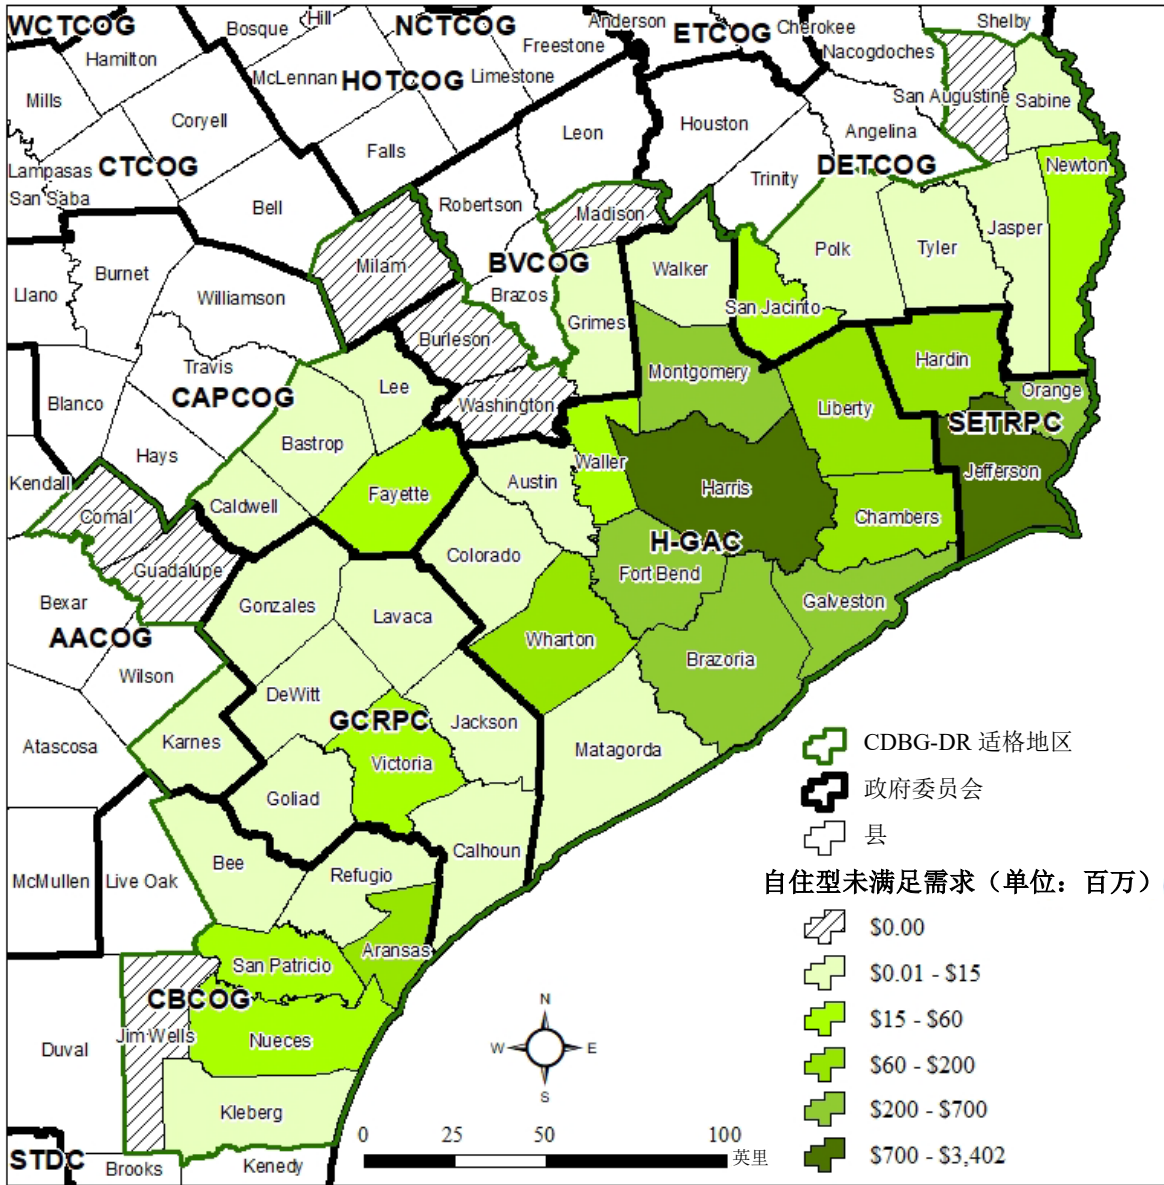 WCTCOG
Hill
Bosque
NCTCOG
Anderson
ETCOG
Cherokee
Shelby
Hamilton
Freestone
Nacogdoches
McLennan
HOTCOG
Limestone
Mills
San Augustine
Sabine
Coryell
Leon
Houston
Angelina
Falls
Lampasas
CTCOG
DETCOG
Newton
San Saba
Trinity
Bell
Robertson
Madison
Jasper
Milam
BVCOG
Walker
Polk
Tyler
Burnet
Llano
Williamson
Brazos
San Jacinto
Grimes
Burleson
Hardin
Travis
Montgomery
Lee
Orange
Blanco
CAPCOG
Washington
Liberty
SETRPC
Bastrop
Hays
Waller
Jefferson
Kendall
Austin
Harris
Fayette
Caldwell
Comal
Chambers
H-GAC
Colorado
Guadalupe
Fort Bend
Bexar
Gonzales
Lavaca
Galveston
AACOG
Wharton
Brazoria
Wilson
DeWitt
GCRPC
Jackson
Atascosa
Karnes
Matagorda
CDBG-DR 适格地区
Victoria
政府委员会
Goliad
县
Calhoun
Bee
McMullen
Live Oak
Refugio
自住型未满足需求（单位：百万）
$0.00
Aransas
San Patricio
$0.01 - $15
CBCOG
$15 - $60
Jim Wells
Nueces
Duval
N
W
E
S
$60 - $200
Kleberg
$200 - $700
0 25 50 100
英里
$700 - $3,402
STDC
Brooks
Kenedy